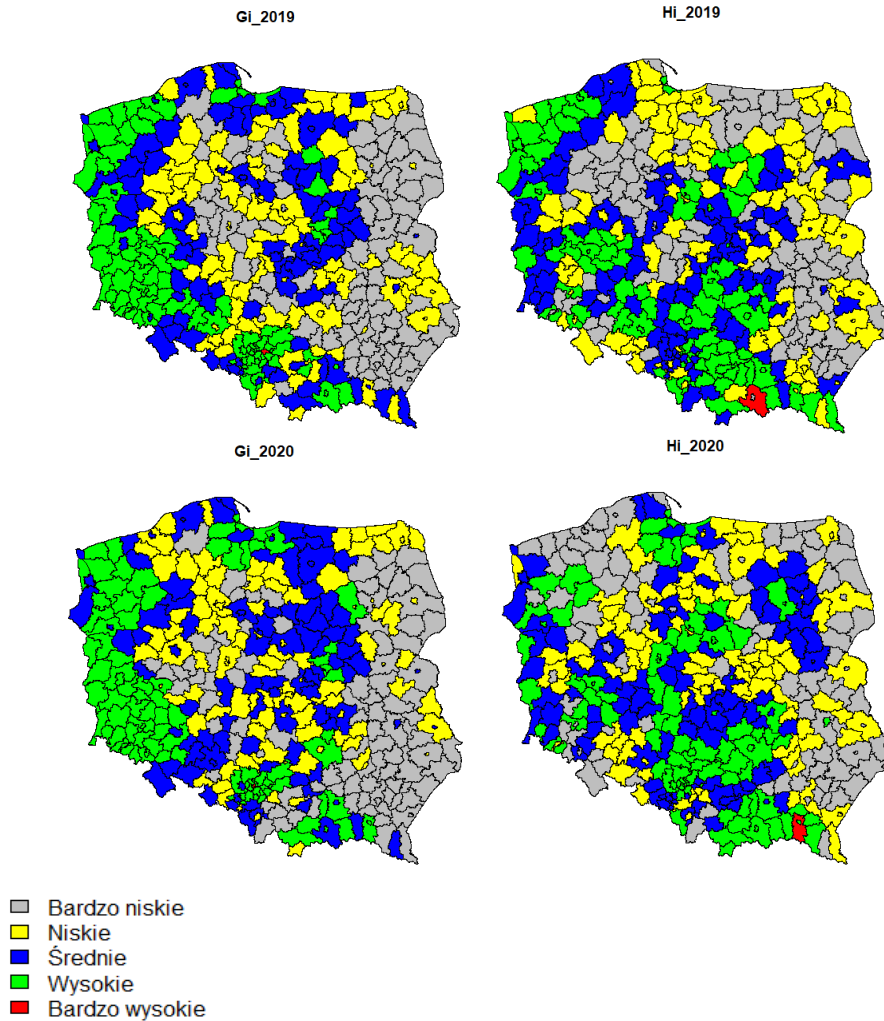 Gi_2019
Hi_2019
Gi_2020
Hi_2020
Bardzo niskie
Niskie
Średnie
Wysokie
Bardzo wysokie